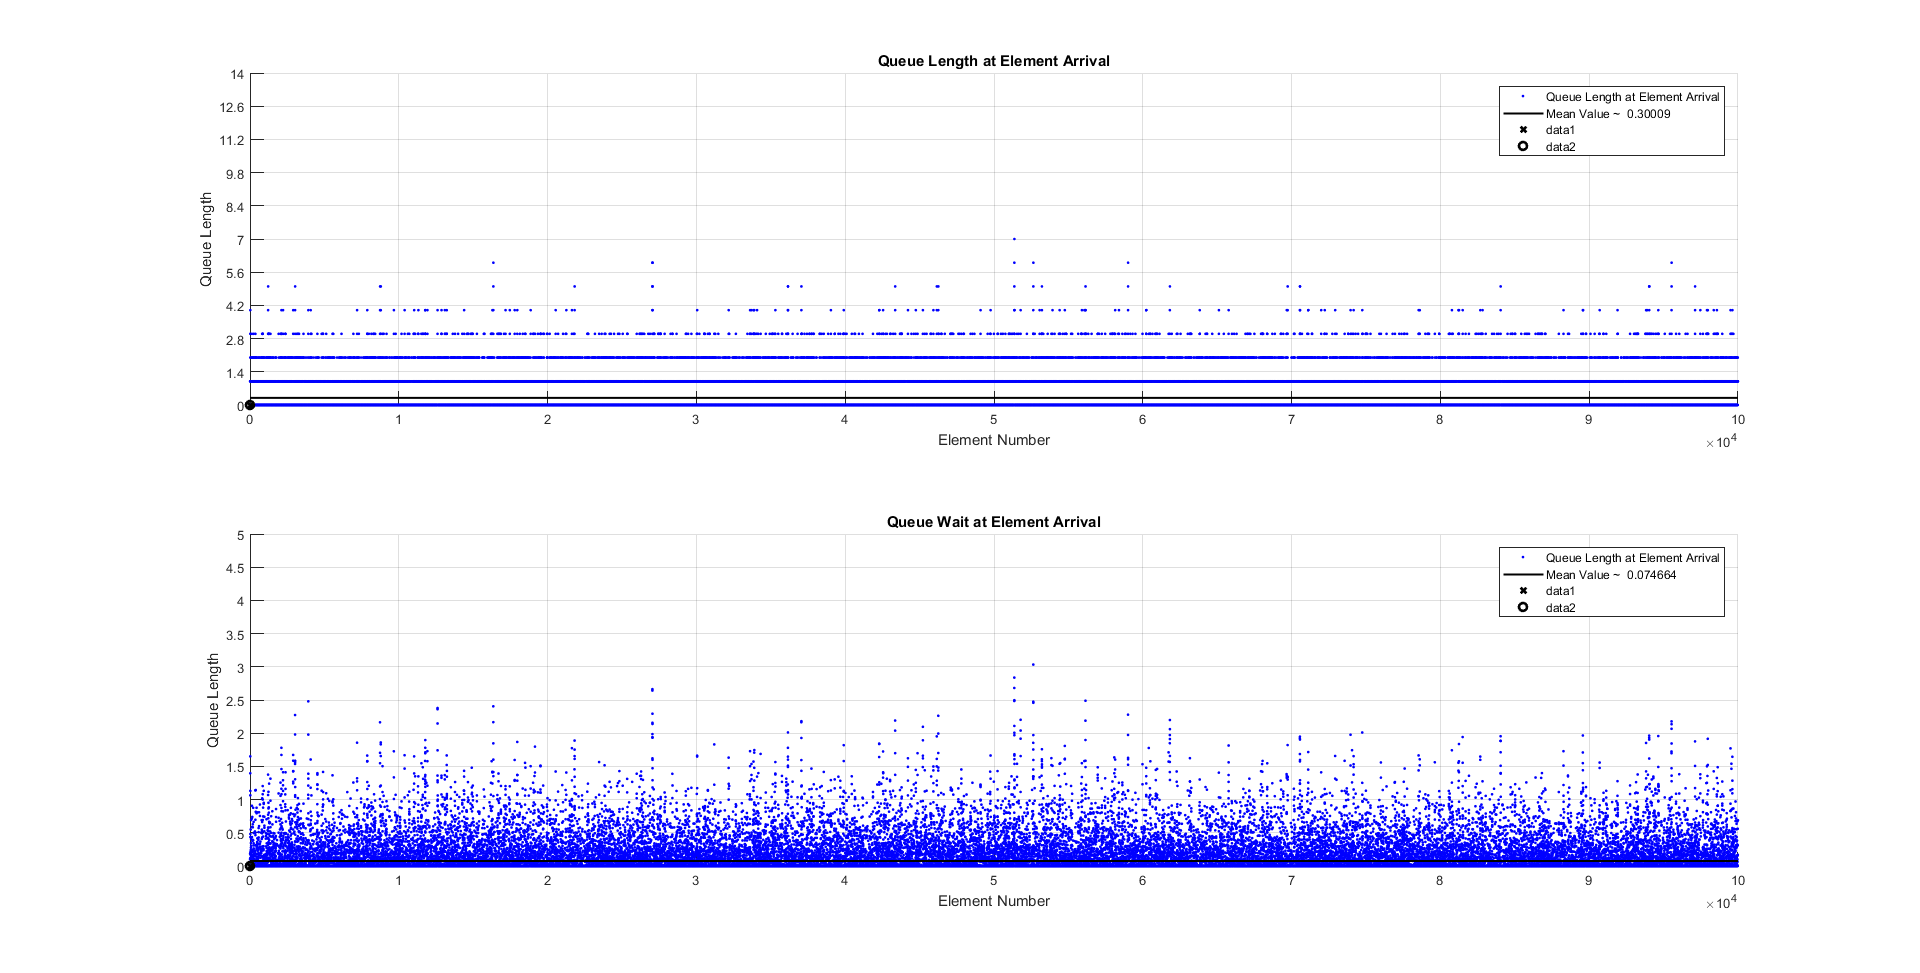 Queue Length at Element Arrival
14
12.6
11.2
9.8
8.4
7
5.6
4.2
2.8
1.4
0
Queue Length
Queue Length at Element Arrival
Mean Value ~ 0.30009
data1
data2
0 1 2 3 4 5 6 7 8 9 10
Element Number
×10^4
Queue Wait at Element Arrival
5
4.5
4
3.5
3
2.5
2
1.5
1
0.5
0
Queue Length
Queue Length at Element Arrival
Mean Value ~ 0.074664
data1
data2
0 1 2 3 4 5 6 7 8 9 10
Element Number
×10^4